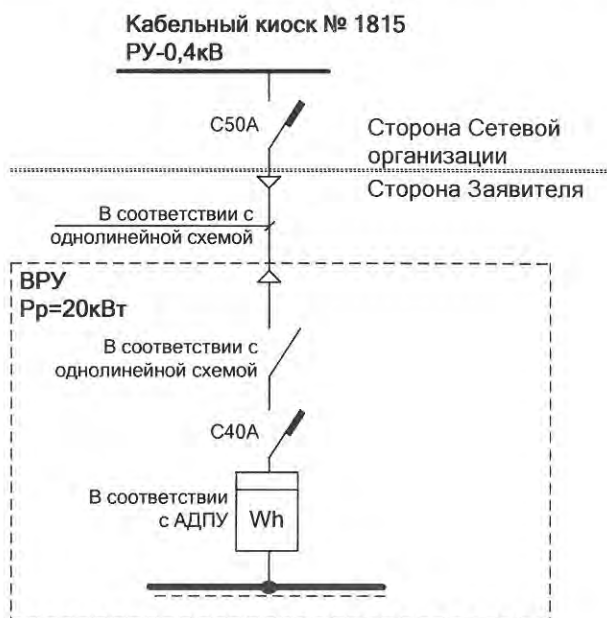 Кабельный киоск № 1815
РУ-0,4кВ
С50А
Сторона Сетевой
организации
Сторона Заявителя
В соответствии с
однолинейной схемой
ВРУ
Рр=20кВт
В соответствии с
однолинейной схемой
С40А
В соответствии
с АДПУ
Wh